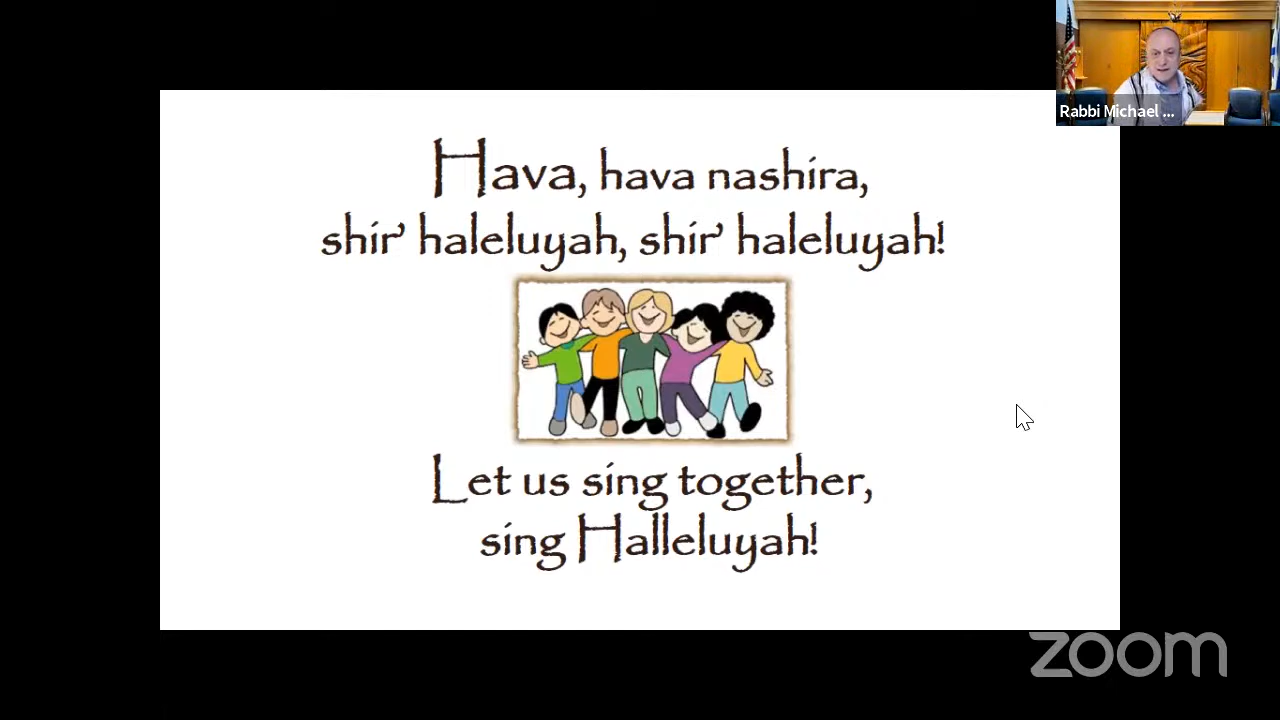 Rabbi Michael ...
Hava, hava nashira,
shir' haleluyah, shir' haleluyah!
Let us sing together,
sing Halleluyah!
zoom